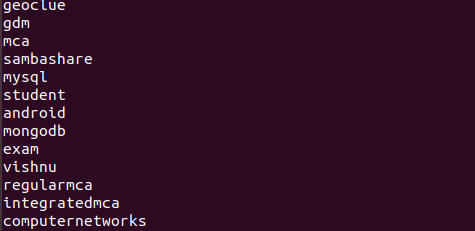 geoclue
gdm
mca
sambashare
mysql
student
android
mongodb
exam
vishnu
regularmca
integratedmca
computernetworks